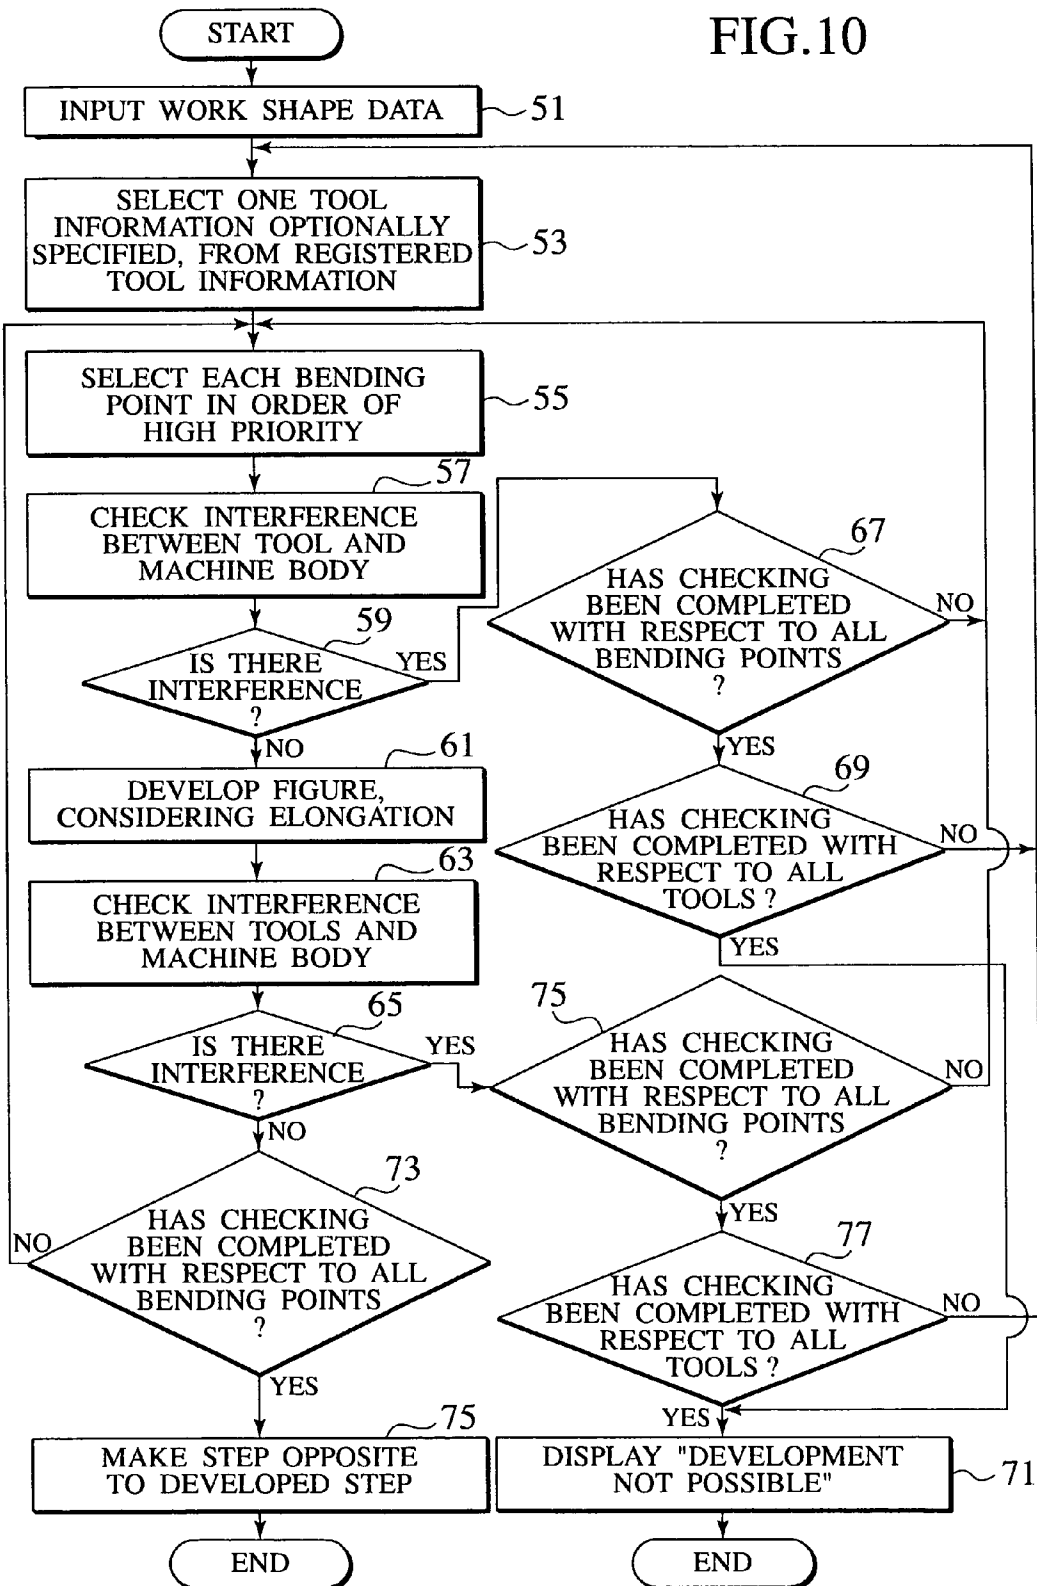 FIG.10
START
INPUT WORK SHAPE DATA
51
SELECT ONE TOOL
INFORMATION OPTIONALLY
SPECIFIED, FROM REGISTERED
TOOL INFORMATION
53
SELECT EACH BENDING
POINT IN ORDER OF
HIGH PRIORITY
55
57
CHECK INTERFERENCE
BETWEEN TOOL AND
MACHINE BODY
59
IS THERE
INTERFERENCE
?
YES
NO
61
DEVELOP FIGURE,
CONSIDERING ELONGATION
63
CHECK INTERFERENCE
BETWEEN TOOLS AND
MACHINE BODY
65
IS THERE
INTERFERENCE
?
YES
NO
73
HAS CHECKING
BEEN COMPLETED
WITH RESPECT TO ALL
BENDING POINTS
?
NO
YES
75
MAKE STEP OPPOSITE
TO DEVELOPED STEP
END
67
HAS CHECKING
BEEN COMPLETED
WITH RESPECT TO ALL
BENDING POINTS
?
NO
YES
69
HAS CHECKING
BEEN COMPLETED WITH
RESPECT TO ALL
TOOLS ?
NO
YES
75
HAS CHECKING
BEEN COMPLETED
WITH RESPECT TO ALL
BENDING POINTS
?
NO
YES
77
HAS CHECKING
BEEN COMPLETED WITH
RESPECT TO ALL
TOOLS ?
NO
YES
DISPLAY "DEVELOPMENT
NOT POSSIBLE"
71
END